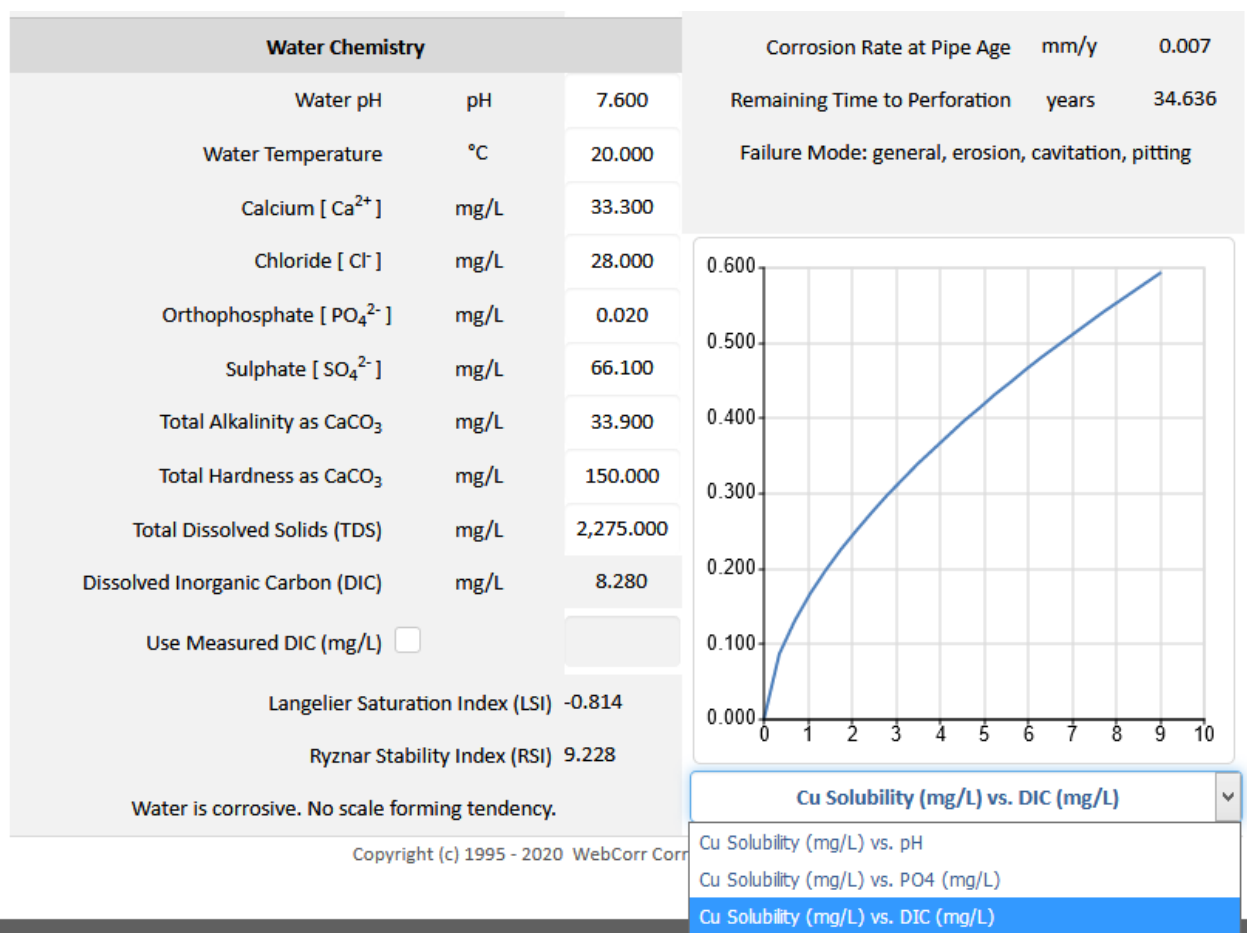 Water Chemistry
Water pH pH 7.600
Water Temperature °C 20.000
Calcium [ Ca²⁺ ] mg/L 33.300
Chloride [ Cl⁻ ] mg/L 28.000
Orthophosphate [ PO₄²⁻ ] mg/L 0.020
Sulphate [ SO₄²⁻ ] mg/L 66.100
Total Alkalinity as CaCO₃ mg/L 33.900
Total Hardness as CaCO₃ mg/L 150.000
Total Dissolved Solids (TDS) mg/L 2,275.000
Dissolved Inorganic Carbon (DIC) mg/L 8.280
Use Measured DIC (mg/L)
Langelier Saturation Index (LSI) -0.814
Ryznar Stability Index (RSI) 9.228
Water is corrosive. No scale forming tendency.
Corrosion Rate at Pipe Age mm/y 0.007
Remaining Time to Perforation years 34.636
Failure Mode: general, erosion, cavitation, pitting
0.600
0.500
0.400
0.300
0.200
0.100
0.000
0 1 2 3 4 5 6 7 8 9 10
Cu Solubility (mg/L) vs. DIC (mg/L)
Cu Solubility (mg/L) vs. pH
Cu Solubility (mg/L) vs. PO4 (mg/L)
Cu Solubility (mg/L) vs. DIC (mg/L)
Copyright (c) 1995 - 2020 WebCorr Corr